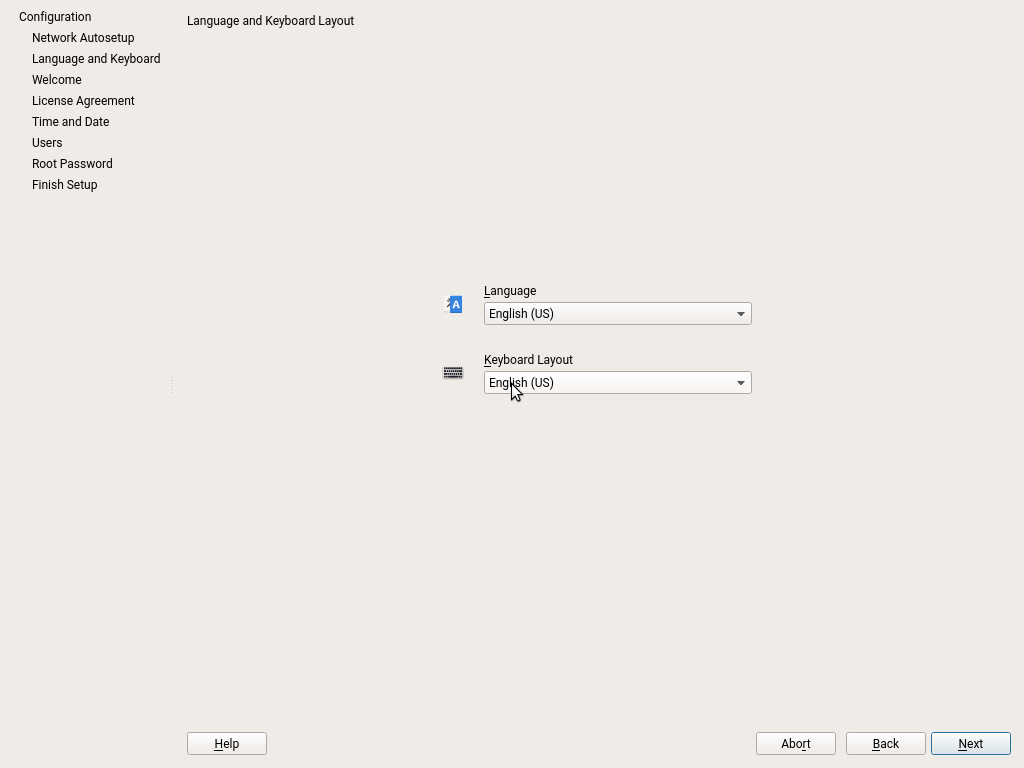 Configuration
Network Autosetup
Language and Keyboard
Welcome
License Agreement
Time and Date
Users
Root Password
Finish Setup
Language and Keyboard Layout
A
Language
English (US)
Keyboard Layout
English (US)
Help
Abort
Back
Next